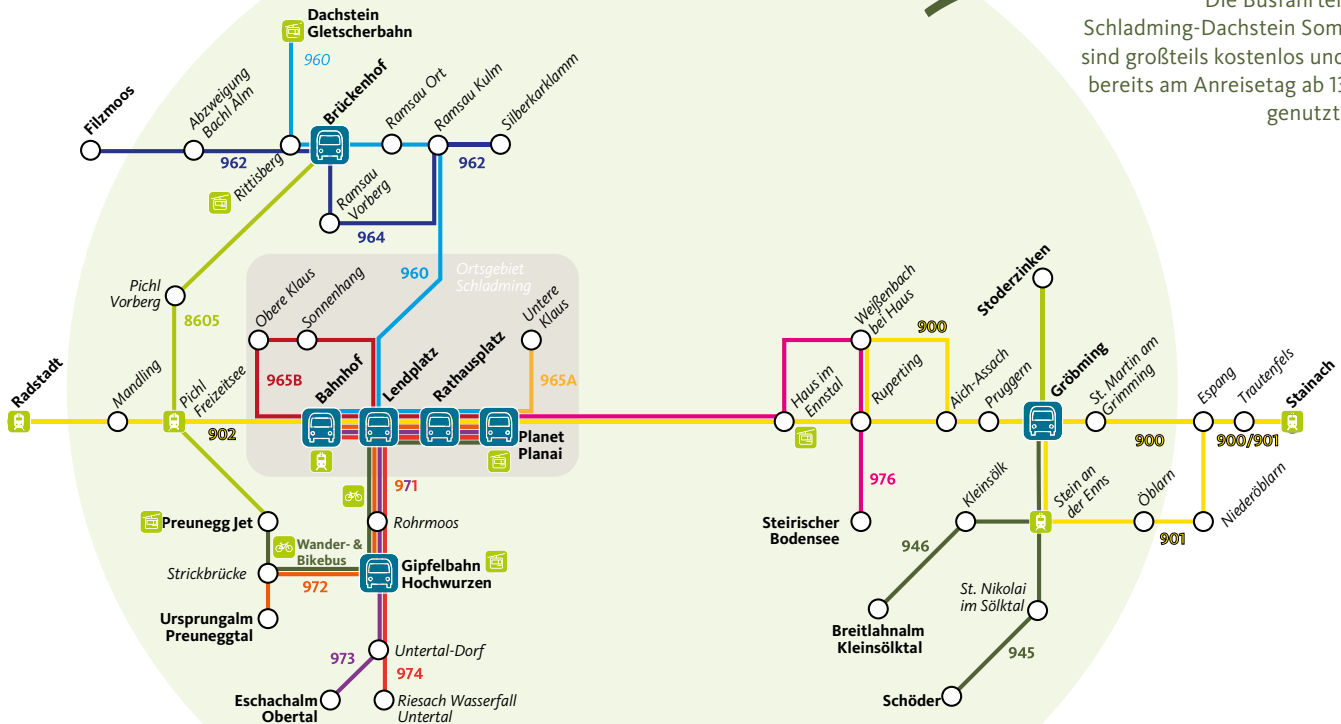 Die Busfahrten
Schladming-Dachstein Som
sind großteils kostenlos und
bereits am Anreisetag ab 13
genutzt
Dachstein
Gletscherbahn
960
Filzmoos
Abzweigung
Bachl Alm
Brückenhof
Ramsau Ort
Ramsau Kulm
Silberkarklamm
962
962
Rittisberg
Ramsau
Vorberg
964
960
Ortsgebiet
Schladming
Pichl
Vorberg
8605
Obere Klaus
Sonnenhang
Untere
Klaus
965B
965A
Radstadt
Mandling
Pichl
Freizeitsee
902
Bahnhof
Lendplatz
Rathausplatz
Planet
Planai
Haus im
Ennstal
Weißenbach
bei Haus
900
Ruperting
Aich-Assach
Pruggern
Stoderzinken
Gröbming
St. Martin am
Grimming
900
Espang
Trautenfels
900/901
Stainach
971
976
Steirischer
Bodensee
Kleinsölk
Stein an
der Enns
Öblarn
901
Niederöblarn
946
Breitlahnalm
Kleinsölktal
St. Nikolai
im Sölktal
945
Schöder
Preunegg Jet
Rohrmoos
Wander- &
Bikebus
Strickbrücke
972
Gipfelbahn
Hochwurzen
Ursprungalm
Preuneggtal
Untertal-Dorf
973
974
Eschachalm
Obertal
Riesach Wasserfall
Untertal